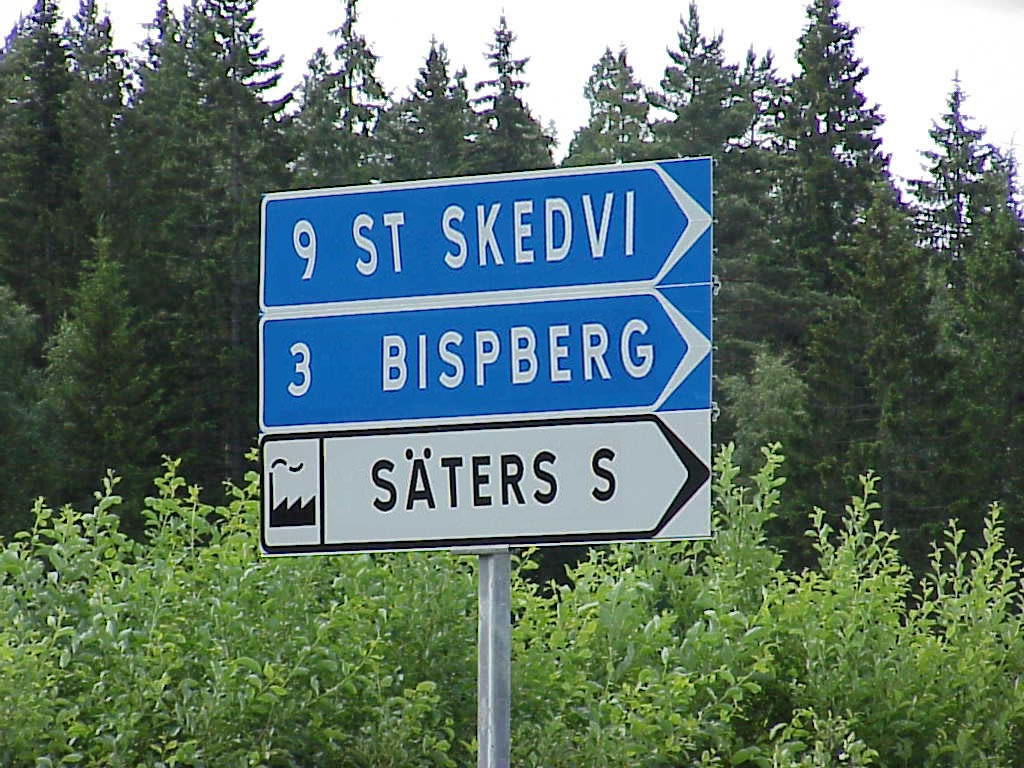 9 ST SKEDVI
3 BISPBERG
SÄTERS S